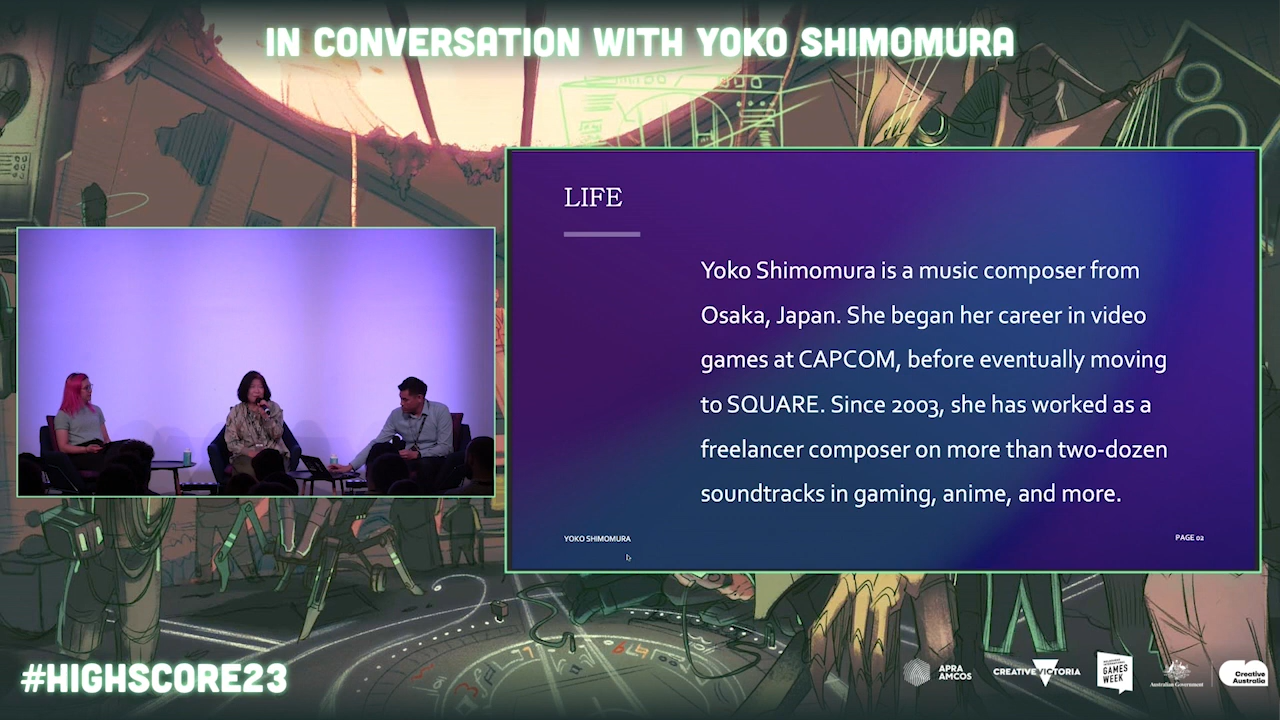 IN CONVERSATION WITH YOKO SHIMOMURA
LIFE
Yoko Shimomura is a music composer from
Osaka, Japan. She began her career in video
games at CAPCOM, before eventually moving
to SQUARE. Since 2003, she has worked as a
freelancer composer on more than two-dozen
soundtracks in gaming, anime, and more.
YOKO SHIMOMURA
PAGE 02
#HIGHSCORE23
APRA
AMCOS
CREATIVE VICTORIA
GAMES
WEEK
Australian Government
Creative
Australia